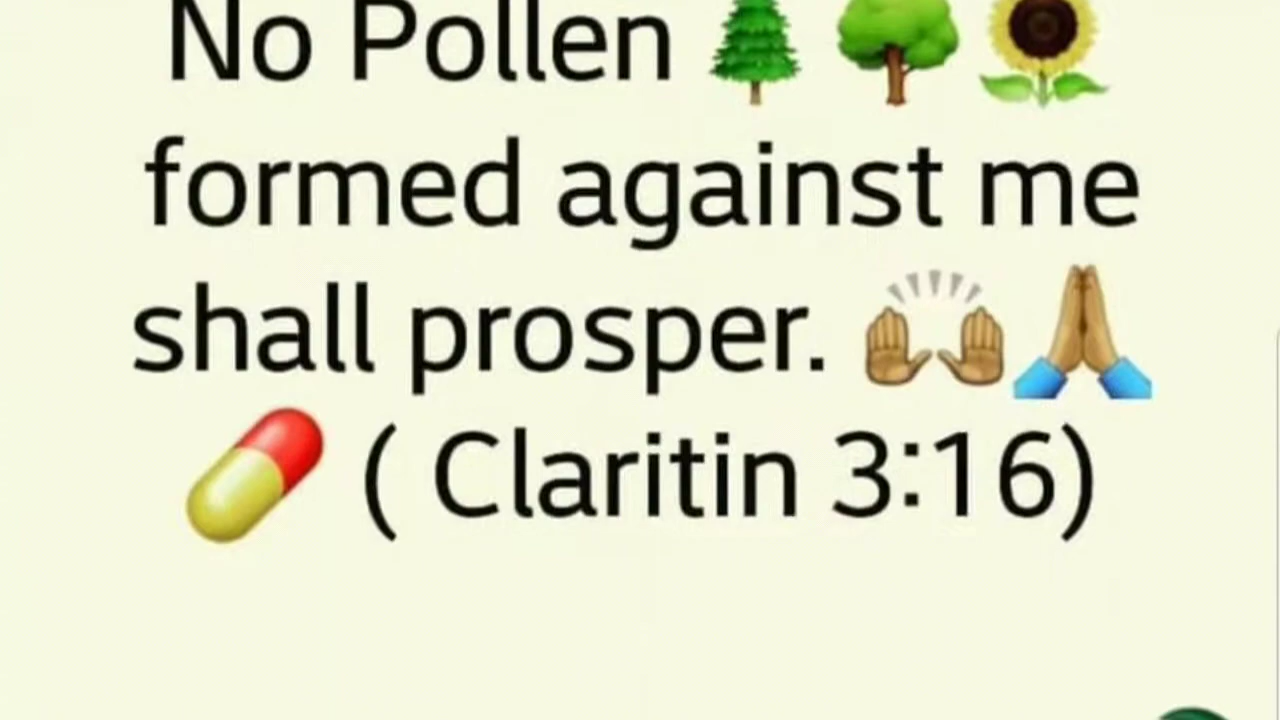 No Pollen 🌲🌳🌻
formed against me
shall prosper. 🙌🏽🙏🏽
💊 ( Claritin 3:16)